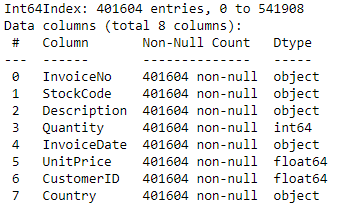 Int64Index: 401604 entries, 0 to 541908
Data columns (total 8 columns):
 #   Column       Non-Null Count   Dtype
---  ------       --------------   -----
 0   InvoiceNo    401604 non-null  object
 1   StockCode    401604 non-null  object
 2   Description  401604 non-null  object
 3   Quantity     401604 non-null  int64
 4   InvoiceDate  401604 non-null  object
 5   UnitPrice    401604 non-null  float64
 6   CustomerID   401604 non-null  float64
 7   Country      401604 non-null  object